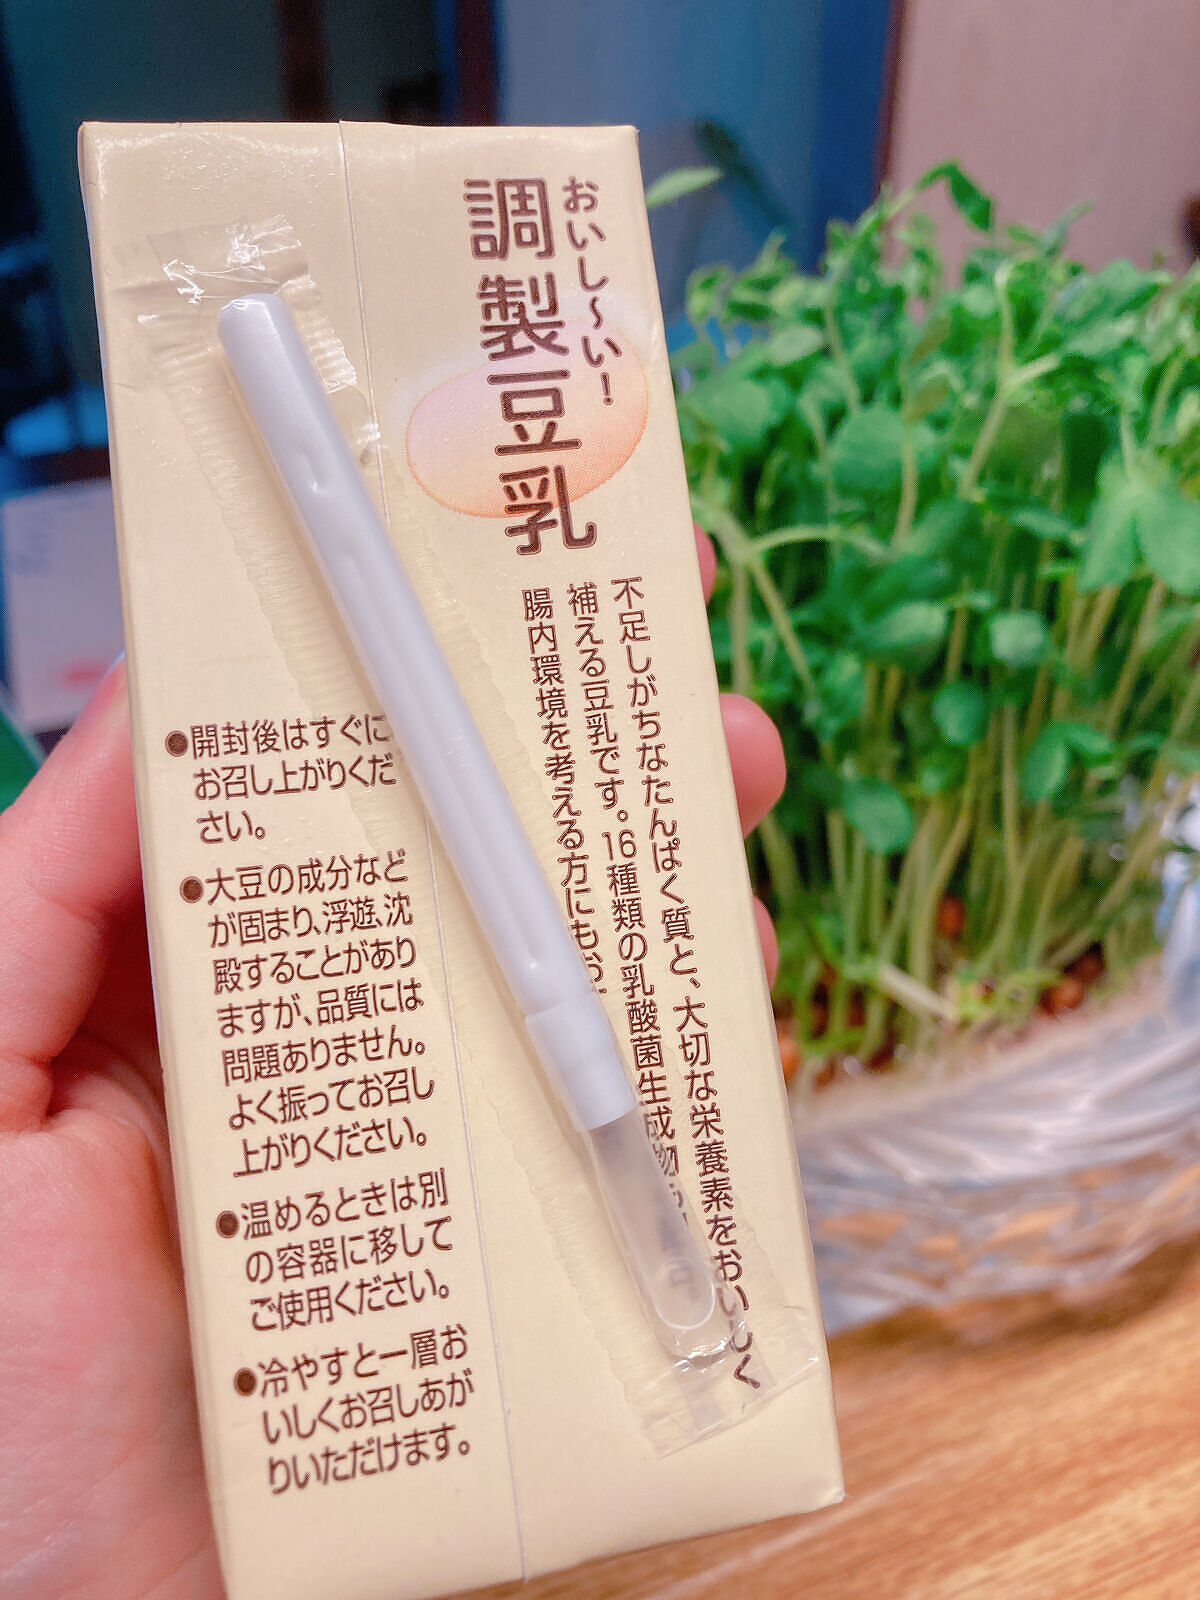 おいし～い！
調製豆乳
不足しがちなたんぱく質と、大切な栄養素をおいしく
補える豆乳です。16種類の乳酸菌生成物
腸内環境を考える方にもお
●開封後はすぐに
お召し上がりくだ
さい。
●大豆の成分など
が固まり、浮遊、沈
殿することがあり
ますが、品質には
問題ありません。
よく振ってお召し
上がりください。
●温めるときは別
の容器に移して
ご使用ください。
●冷やすと一層お
いしくお召しあが
りいただけます。